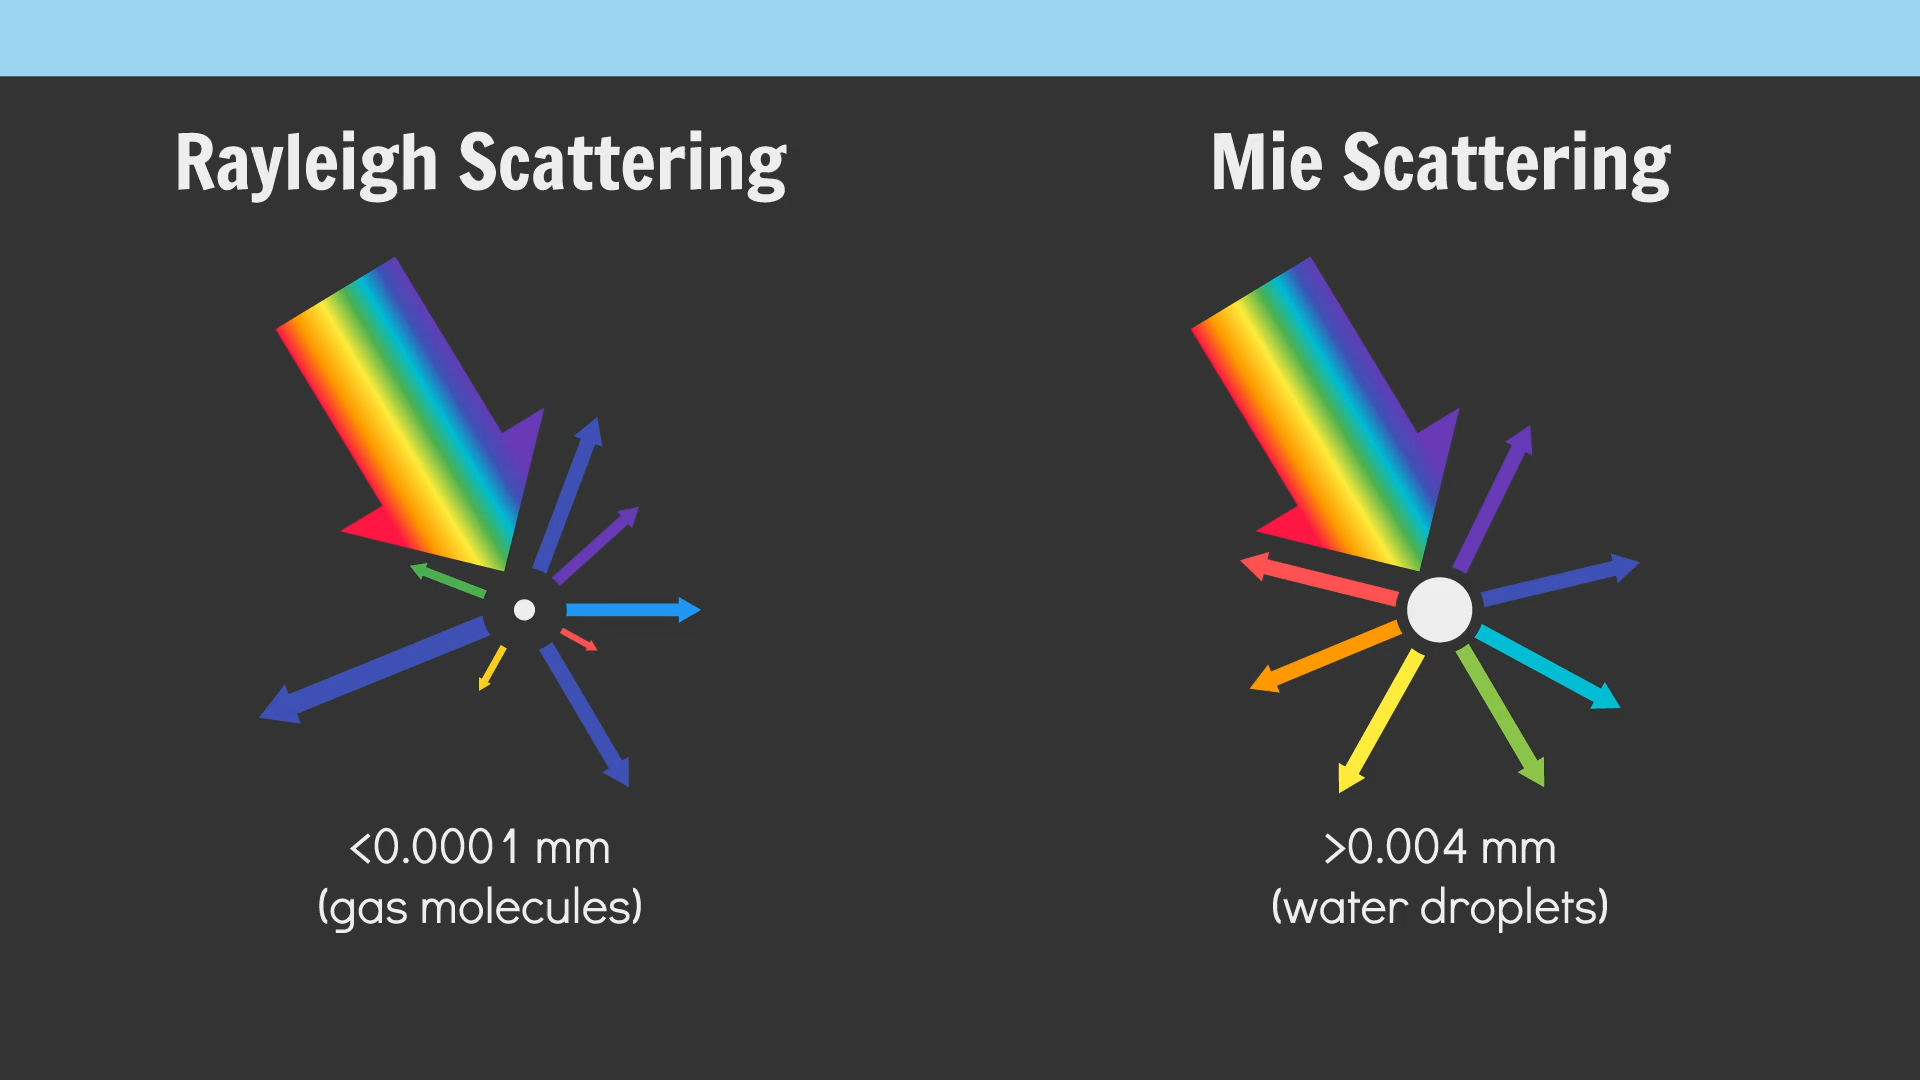 Rayleigh Scattering
Mie Scattering
<0.0001 mm
(gas molecules)
>0.004 mm
(water droplets)